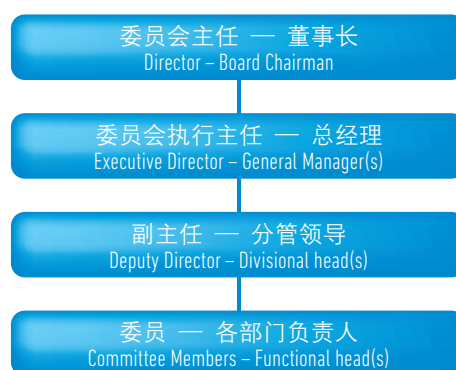 委员会主任 — 董事长
Director – Board Chairman
委员会执行主任 — 总经理
Executive Director – General Manager(s)
副主任 — 分管领导
Deputy Director – Divisional head(s)
委员 — 各部门负责人
Committee Members – Functional head(s)